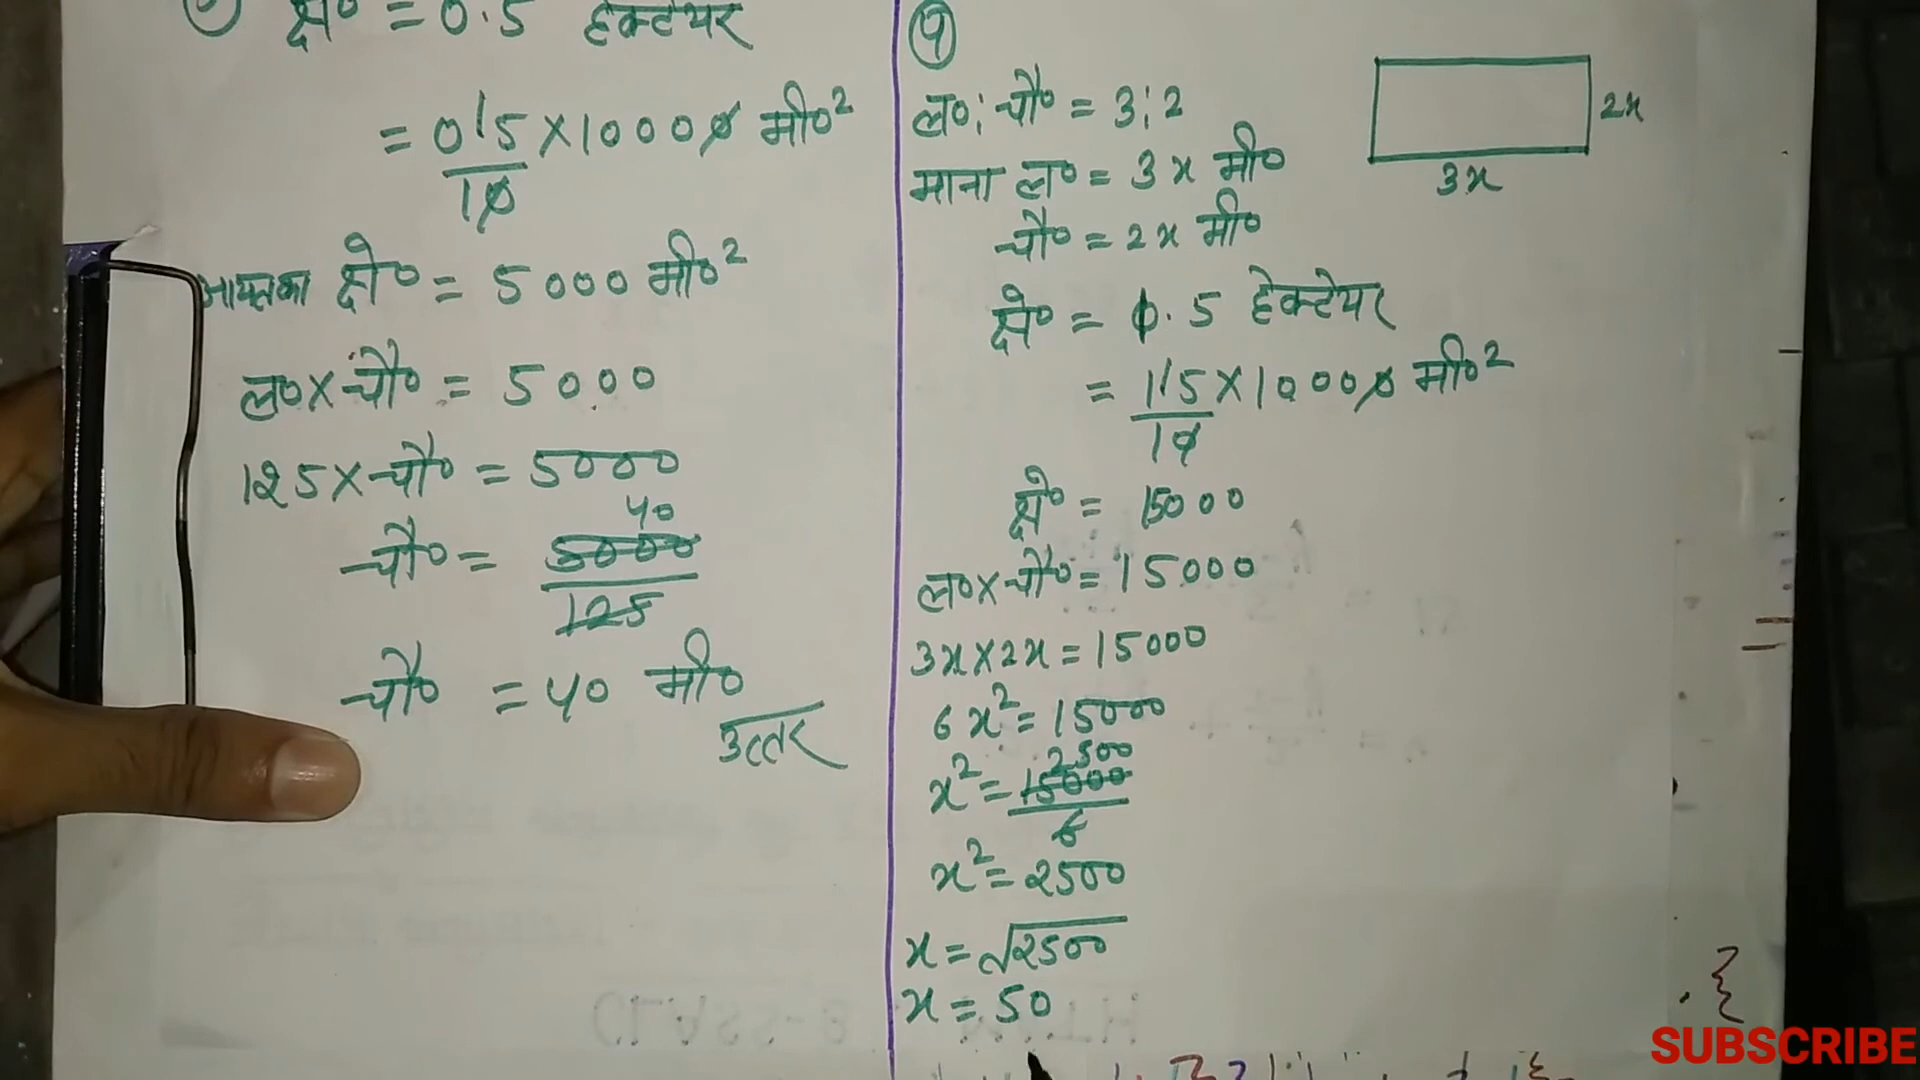 क्षे० = 0.5 हेक्टेयर
= 0.5 × 10000 मी०²
10
आयत का क्षे० = 5000 मी०²
ल० × चौ० = 5000
125 × चौ० = 5000
40
चौ० = 5000
125
चौ० = 40 मी०
उत्तर
9
ल० : चौ० = 3:2
माना ल० = 3x मी०
चौ० = 2x मी०
2x
3x
क्षे० = 1.5 हेक्टेयर
= 1.5 × 10000 मी०²
10
क्षे० = 15000
ल० × चौ० = 15000
3x × 2x = 15000
6x² = 15000
2500
x² = 15000
6
x² = 2500
x = √2500
x = 50
SUBSCRIBE